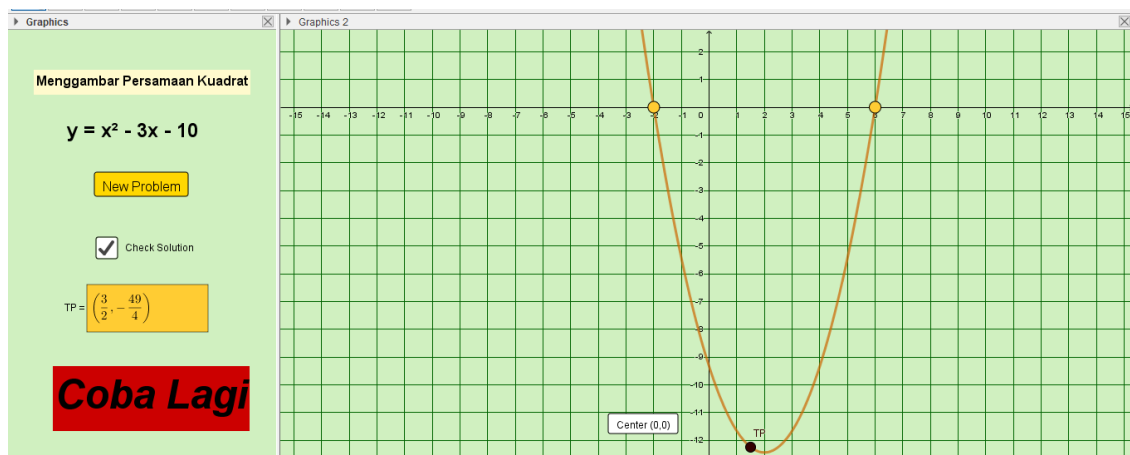 Graphics
Menggambar Persamaan Kuadrat
y = x² - 3x - 10
New Problem
Check Solution
TP = (3/2, -49/4)
Coba Lagi
Graphics 2
2
1
-15 -14 -13 -12 -11 -10 -9 -8 -7 -6 -5 -4 -3 -2 -1 0 1 2 3 4 5 6 7 8 9 10 11 12 13 14 15
-1
-2
-3
-4
-5
-6
-7
-8
-9
-10
-11
-12
Center (0,0)
TP